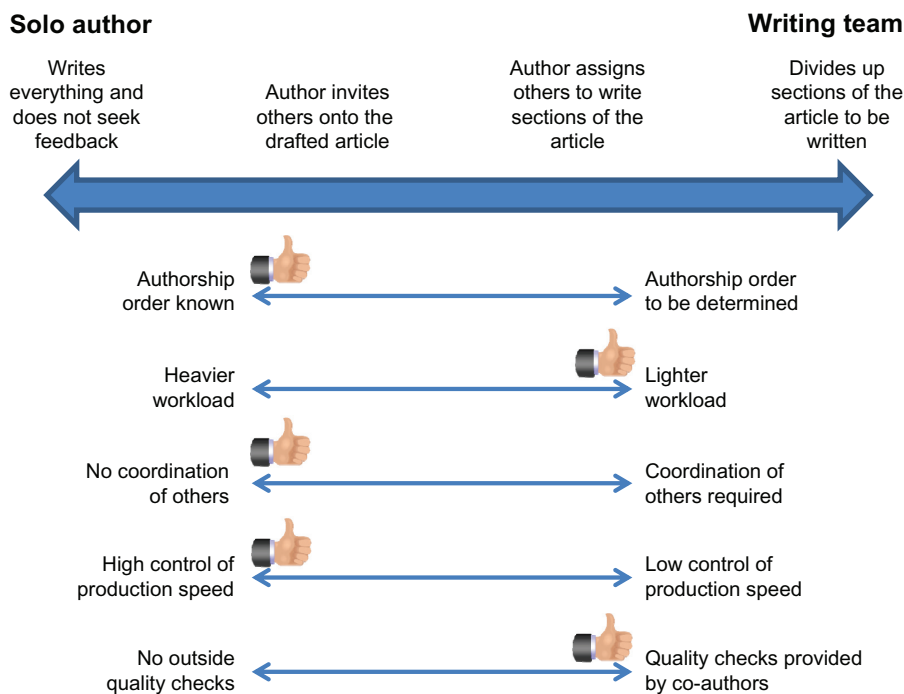 Solo author
Writing team
Writes
everything and
does not seek
feedback
Author invites
others onto the
drafted article
Author assigns
others to write
sections of the
article
Divides up
sections of the
article to be
written
Authorship
order known
Authorship order
to be determined
Heavier
workload
Lighter
workload
No coordination
of others
Coordination of
others required
High control of
production speed
Low control of
production speed
No outside
quality checks
Quality checks provided
by co-authors